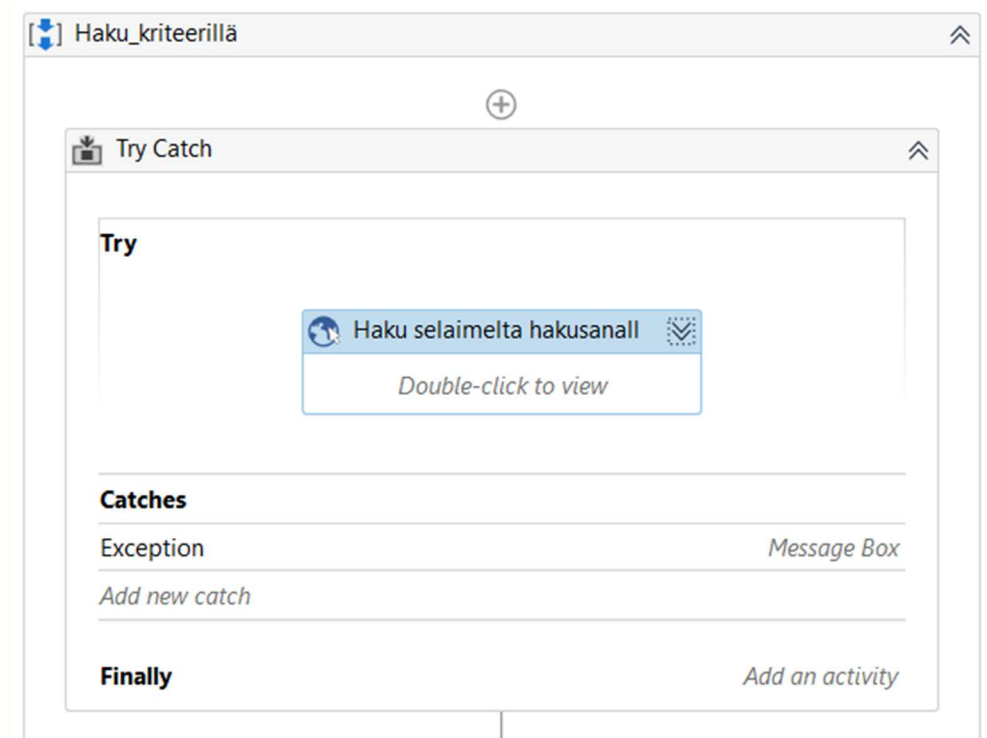 Haku_kriteerillä
Try Catch
Try
Haku selaimelta hakusanall
Double-click to view
Catches
Exception Message Box
Add new catch
Finally Add an activity